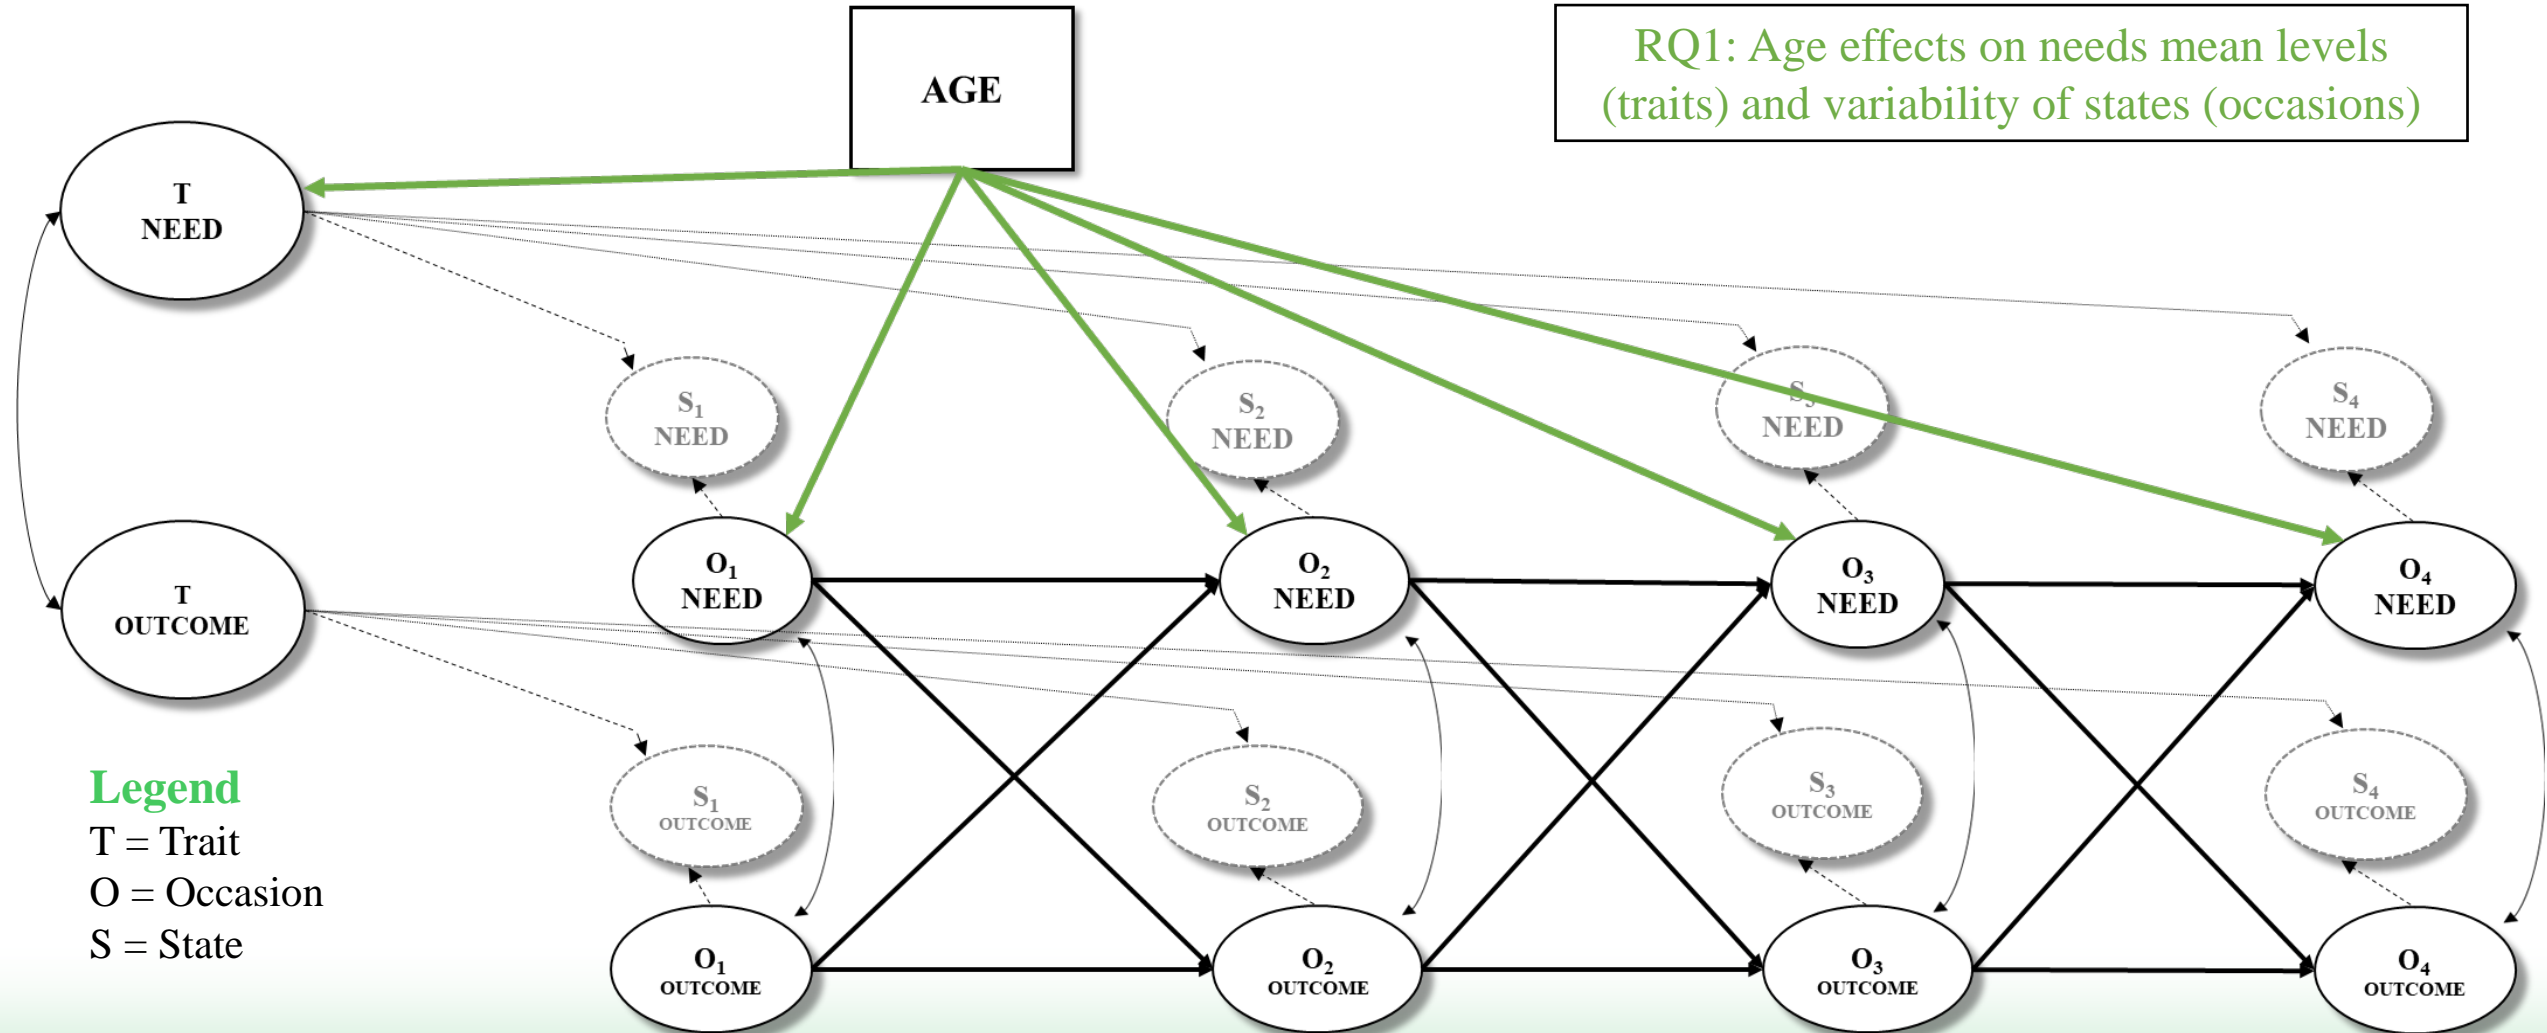 AGE
RQ1: Age effects on needs mean levels
(traits) and variability of states (occasions)
T
NEED
S₁
NEED
S₂
NEED
S₃
NEED
S₄
NEED
O₁
NEED
O₂
NEED
O₃
NEED
O₄
NEED
T
OUTCOME
S₁
OUTCOME
S₂
OUTCOME
S₃
OUTCOME
S₄
OUTCOME
O₁
OUTCOME
O₂
OUTCOME
O₃
OUTCOME
O₄
OUTCOME
Legend
T = Trait
O = Occasion
S = State